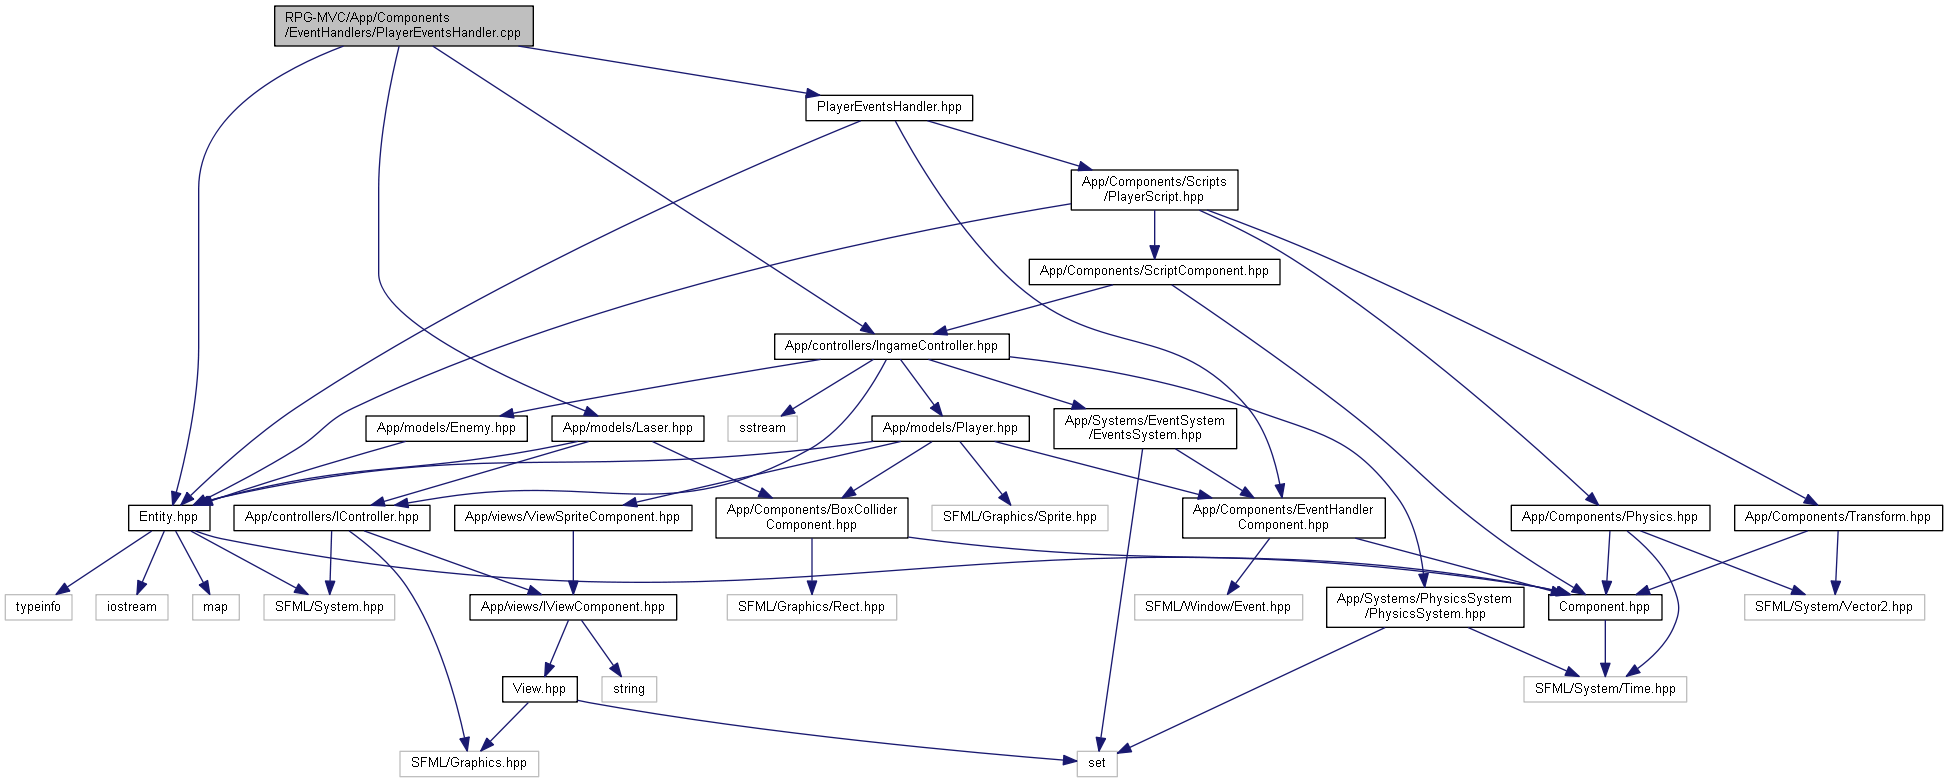 RPG-MVC/App/Components
/EventHandlers/PlayerEventsHandler.cpp
PlayerEventsHandler.hpp
App/Components/Scripts
/PlayerScript.hpp
App/Components/ScriptComponent.hpp
App/controllers/IngameController.hpp
App/models/Enemy.hpp
App/models/Laser.hpp
sstream
App/models/Player.hpp
App/Systems/EventSystem
/EventsSystem.hpp
Entity.hpp
App/controllers/IController.hpp
App/views/ViewSpriteComponent.hpp
App/Components/BoxCollider
Component.hpp
SFML/Graphics/Sprite.hpp
App/Components/EventHandler
Component.hpp
App/Components/Physics.hpp
App/Components/Transform.hpp
typeinfo
iostream
map
SFML/System.hpp
App/views/IViewComponent.hpp
SFML/Graphics/Rect.hpp
SFML/Window/Event.hpp
App/Systems/PhysicsSystem
/PhysicsSystem.hpp
Component.hpp
SFML/System/Vector2.hpp
View.hpp
string
SFML/System/Time.hpp
SFML/Graphics.hpp
set